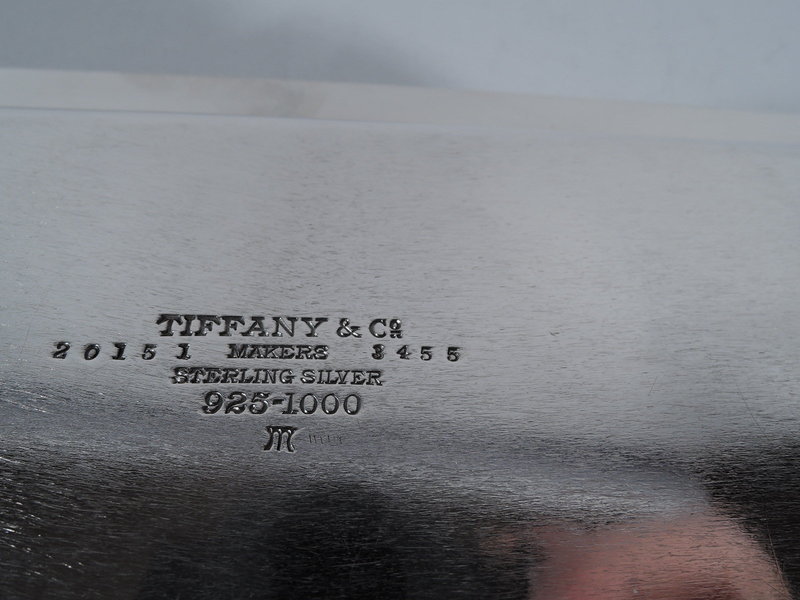 TIFFANY & Co
20151 MAKERS 3455
STERLING SILVER
925-1000
m